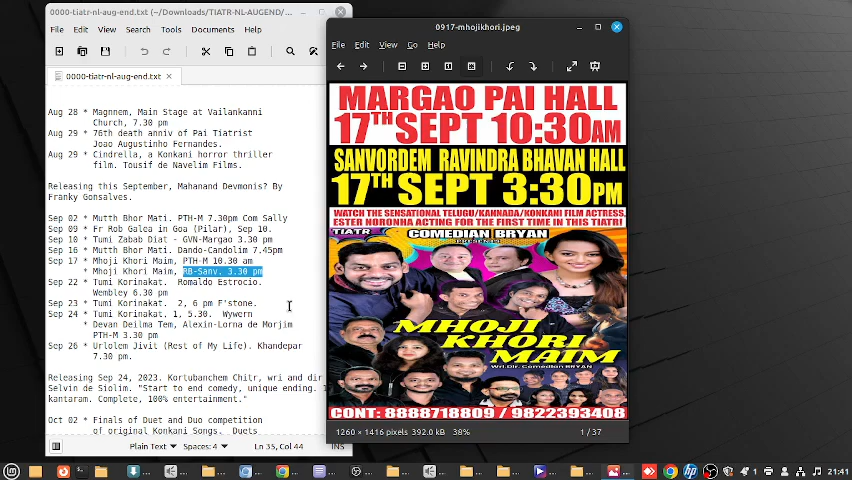 0000-tiatr-nl-aug-end.txt (~/Downloads/TIATR-NL-AUGEND/...
File Edit View Search Tools Documents Help
0000-tiatr-nl-aug-end.txt
Aug 28 * Magnnem, Main Stage at Vailankanni
Church, 7.30 pm
Aug 29 * 76th death anniv of Pai Tiatrist
Joao Augustinho Fernandes.
Aug 29 * Cindrella, a Konkani horror thriller
film. Tousif de Navelim Films.
Releasing this September, Mahanand Devmonis? By
Franky Gonsalves.
Sep 02 * Mutth Bhor Mati. PTH-M 7.30pm Com Sally
Sep 09 * Fr Rob Galea in Goa (Pilar), Sep 10.
Sep 10 * Tumi Zabab Diat - GVN-Margao 3.30 pm
Sep 16 * Mutth Bhor Mati. Dando-Candolim 7.45pm
Sep 17 * Mhoji Khori Maim, PTH-M 10.30 am
* Mhoji Khori Maim, RB-Sanv. 3.30 pm
Sep 22 * Tumi Korinakat. Romaldo Estrocio.
Wembley 6.30 pm
Sep 23 * Tumi Korinakat. 2, 6 pm F'stone.
Sep 24 * Tumi Korinakat. 1, 5.30. Wywern
* Devan Deilma Tem, Alexin-Lorna de Morjim
PTH-M 3.30 pm
Sep 26 * Urlolem Jivit (Rest of My Life). Khandepar
7.30 pm.
Releasing Sep 24, 2023. Kortubanchem Chitr, wri and dir
Selvin de Siolim. "Start to end comedy, unique ending. 1
kantaram. Complete, 100% entertainment."
Oct 02 * Finals of Duet and Duo competition
of original Konkani Songs. Duets
Plain Text Spaces: 4 Ln 35, Col 44 INS
0917-mhojikhori.jpeg
File Edit View Go Help
MARGAO PAI HALL
17TH SEPT 10:30AM
SANVORDEM RAVINDRA BHAVAN HALL
17TH SEPT 3:30PM
WATCH THE SENSATIONAL TELUGU/KANNADA/KONKANI FILM ACTRESS,
ESTER NORONHA ACTING FOR THE FIRST TIME IN THIS TIATR!
TIATR
COMEDIAN BRYAN
PRESENTS
MHOJI
KHORI
MAIM
Wri.Dir. Comedian BRYAN
CONT: 8888718809 / 9822393408
1260 × 1416 pixels 392.0 kB 38% 1 / 37
21:41